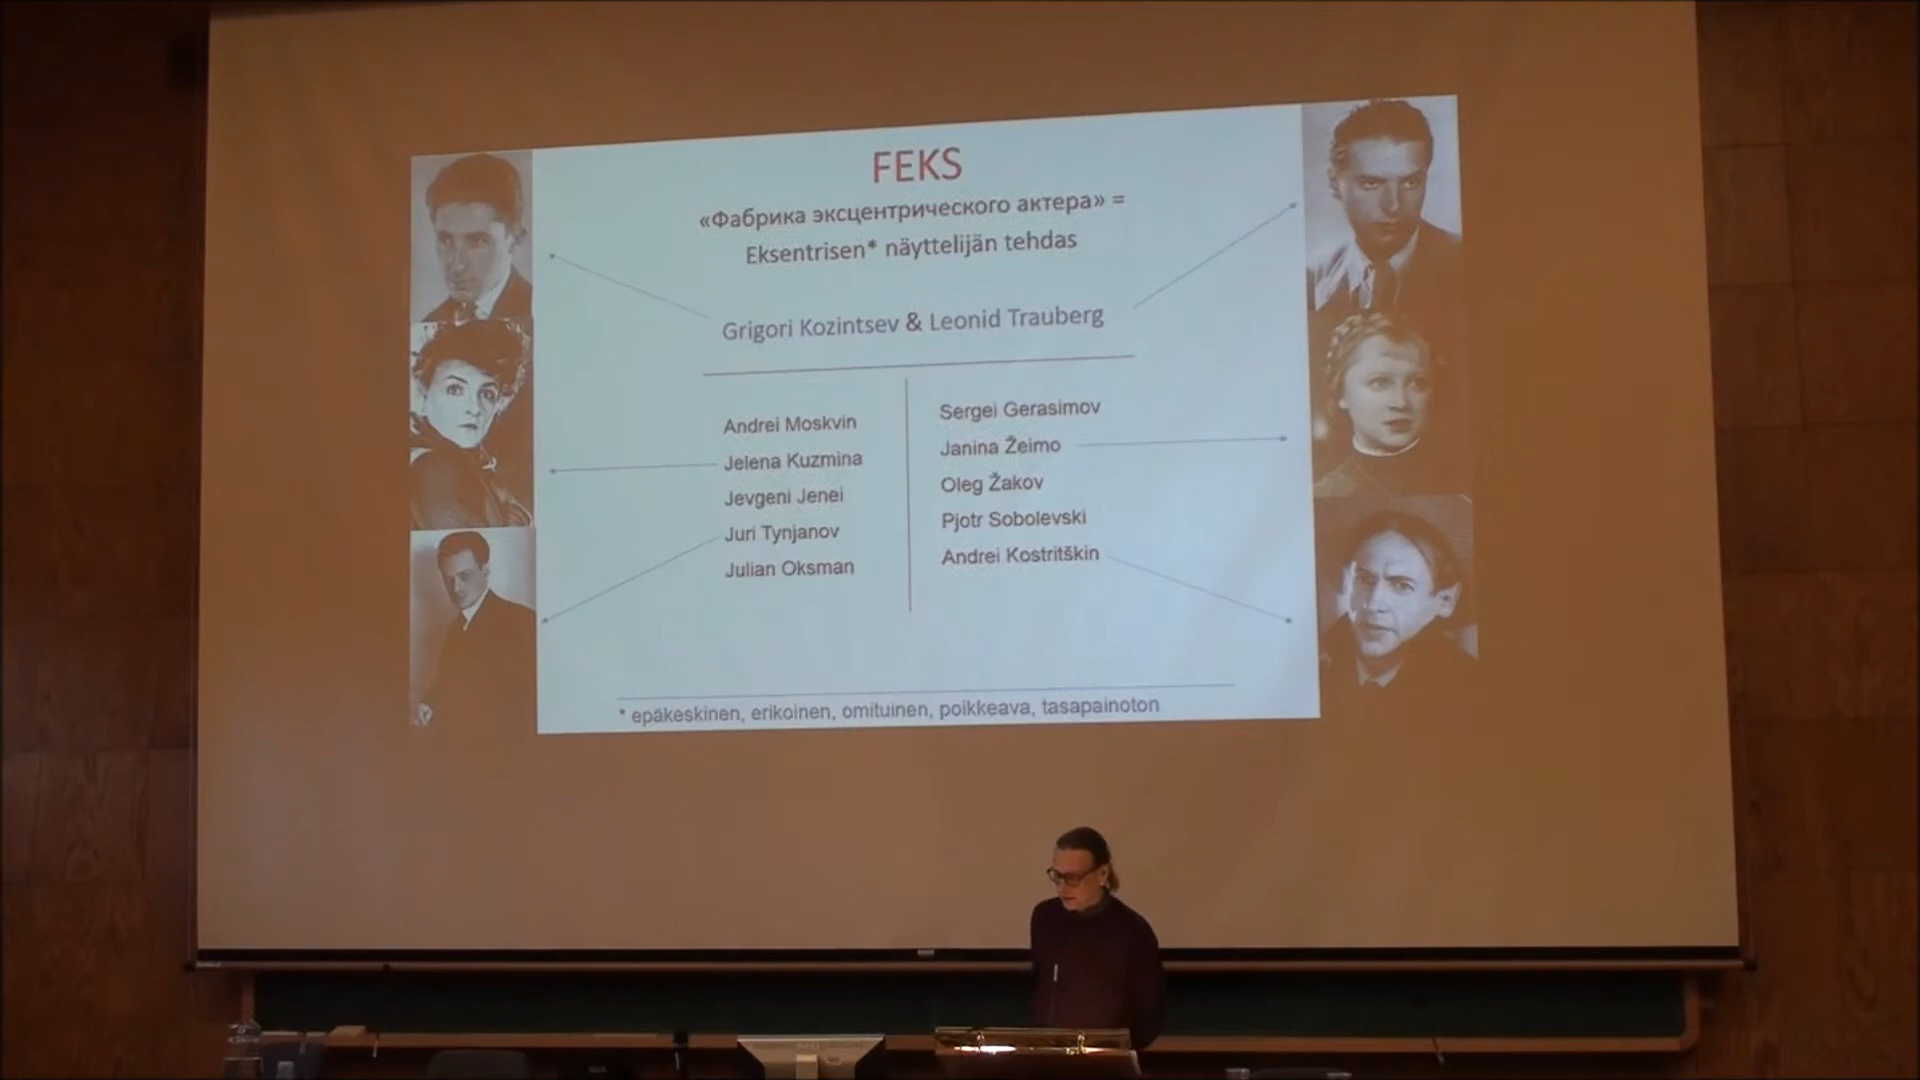 FEKS
«Фабрика эксцентрического актера» =
Eksentrisen* näyttelijän tehdas
Grigori Kozintsev & Leonid Trauberg
Andrei Moskvin
Jelena Kuzmina
Jevgeni Jenei
Juri Tynjanov
Julian Oksman
Sergei Gerasimov
Janina Žeimo
Oleg Žakov
Pjotr Sobolevski
Andrei Kostritškin
* epäkeskinen, erikoinen, omituinen, poikkeava, tasapainoton